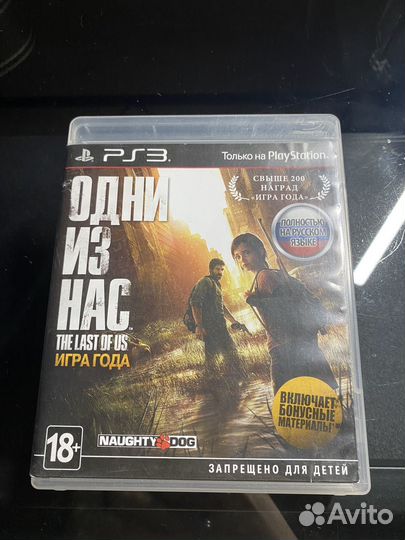 PS3
Только на PlayStation
СВЫШЕ 200
НАГРАД
«ИГРА ГОДА»
ОДНИ
ИЗ
НАС
THE LAST OF US
ИГРА ГОДА
ПОЛНОСТЬЮ
НА РУССКОМ
ЯЗЫКЕ
ВКЛЮЧАЕТ
БОНУСНЫЕ
МАТЕРИАЛЫ*
18+
NAUGHTY DOG
ЗАПРЕЩЕНО ДЛЯ ДЕТЕЙ
Avito